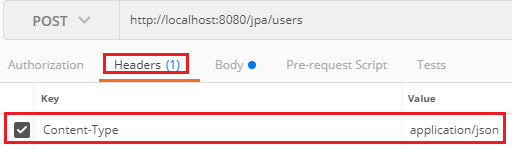 POST http://localhost:8080/jpa/users
Authorization Headers (1) Body Pre-request Script Tests
Key Value
Content-Type application/json